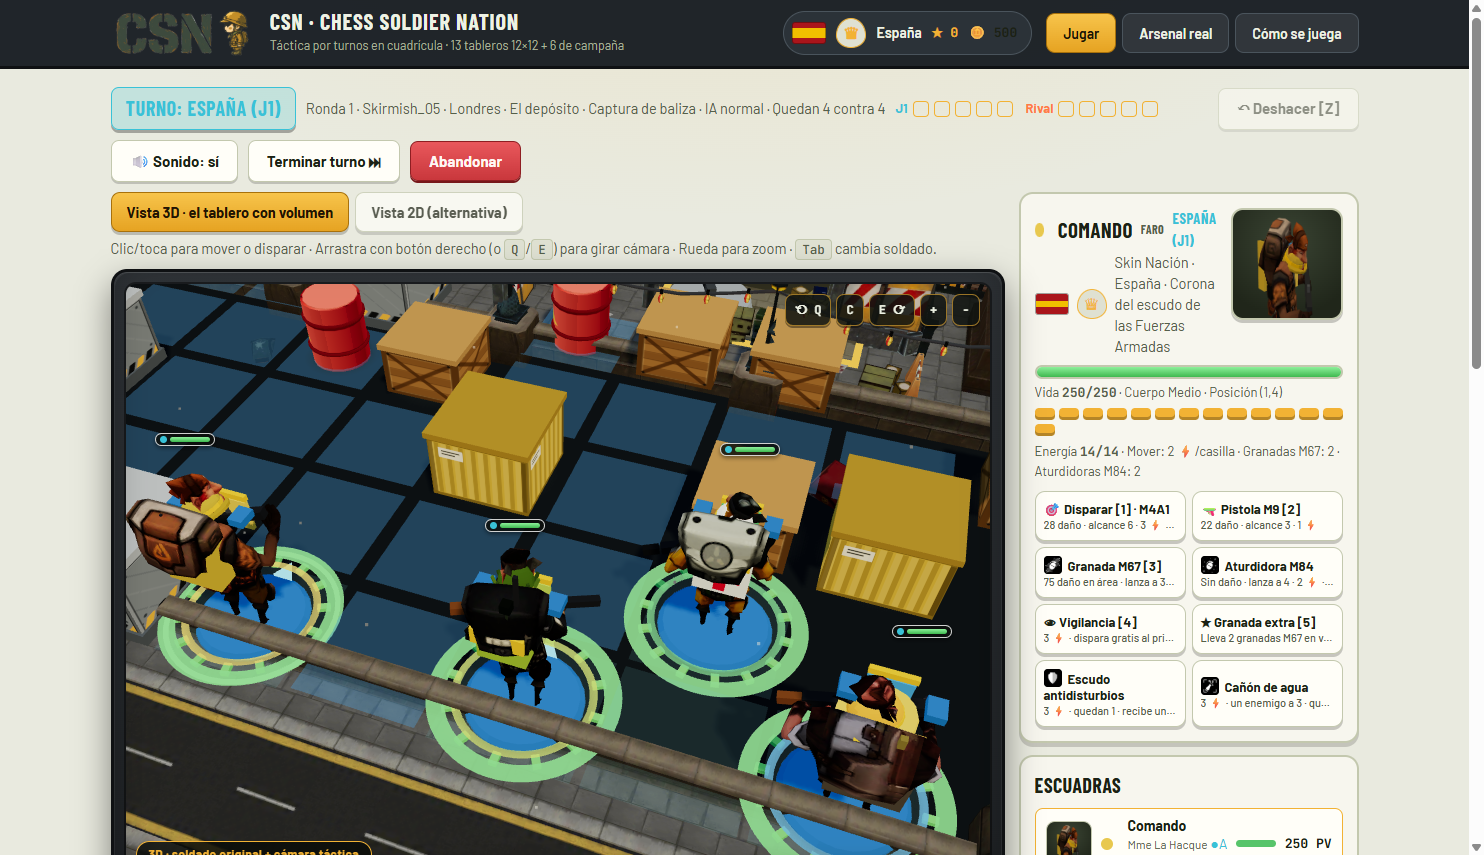 CSN
CSN · CHESS SOLDIER NATION
Táctica por turnos en cuadrícula · 13 tableros 12×12 + 6 de campaña
España ★ 0 500
Jugar
Arsenal real
Cómo se juega
TURNO: ESPAÑA (J1)
Ronda 1 · Skirmish_05 · Londres · El depósito · Captura de baliza · IA normal · Quedan 4 contra 4
J1
Rival
Deshacer [Z]
Sonido: sí
Terminar turno
Abandonar
Vista 3D · el tablero con volumen
Vista 2D (alternativa)
Clic/toca para mover o disparar · Arrastra con botón derecho (o Q / E ) para girar cámara · Rueda para zoom · Tab cambia soldado.
Q
C
E
+
-
3D · soldado original + cámara táctica
COMANDO FARO ESPAÑA
(J1)
Skin Nación ·
España · Corona
del escudo de
las Fuerzas
Armadas
Vida 250/250 · Cuerpo Medio · Posición (1,4)
Energía 14/14 · Mover: 2 /casilla · Granadas M67: 2 ·
Aturdidoras M84: 2
Disparar [1] · M4A1
28 daño · alcance 6 · 3 ...
Pistola M9 [2]
22 daño · alcance 3 · 1
Granada M67 [3]
75 daño en área · lanza a 3...
Aturdidora M84
Sin daño · lanza a 4 · 2 ·...
Vigilancia [4]
3 · dispara gratis al pri...
★ Granada extra [5]
Lleva 2 granadas M67 en v...
Escudo
antidisturbios
3 · quedan 1 · recibe un...
Cañón de agua
3 · un enemigo a 3 · qu...
ESCUADRAS
Comando
Mme La Hacque ●A
250 PV